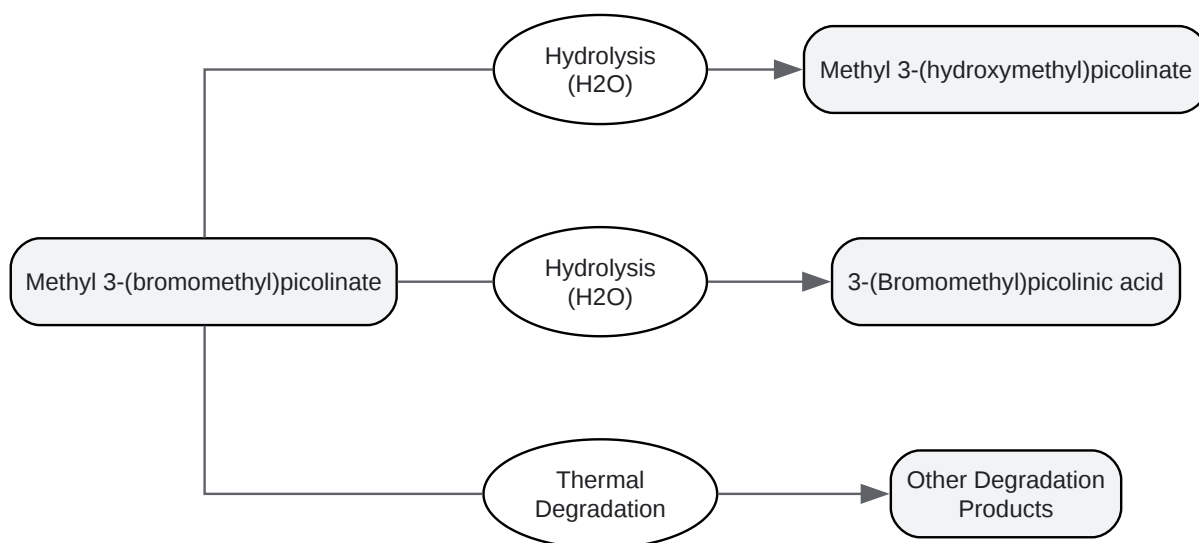 Hydrolysis
(H2O)
Methyl 3-(hydroxymethyl)picolinate
Methyl 3-(bromomethyl)picolinate
Hydrolysis
(H2O)
3-(Bromomethyl)picolinic acid
Thermal
Degradation
Other Degradation
Products